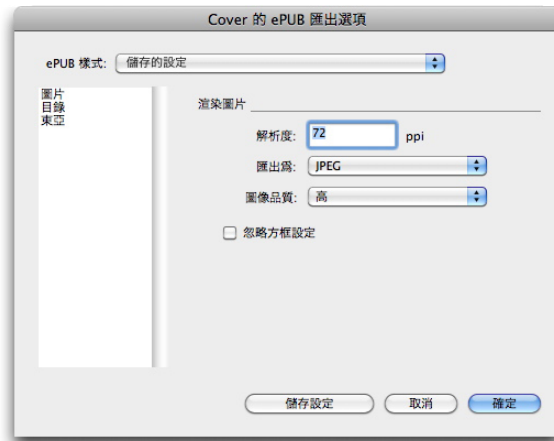 Cover 的 ePUB 匯出選項
ePUB 樣式: 儲存的設定
圖片
目錄
東亞
渲染圖片
解析度: 72 ppi
匯出爲: JPEG
圖像品質: 高
忽略方框設定
儲存設定 取消 確定